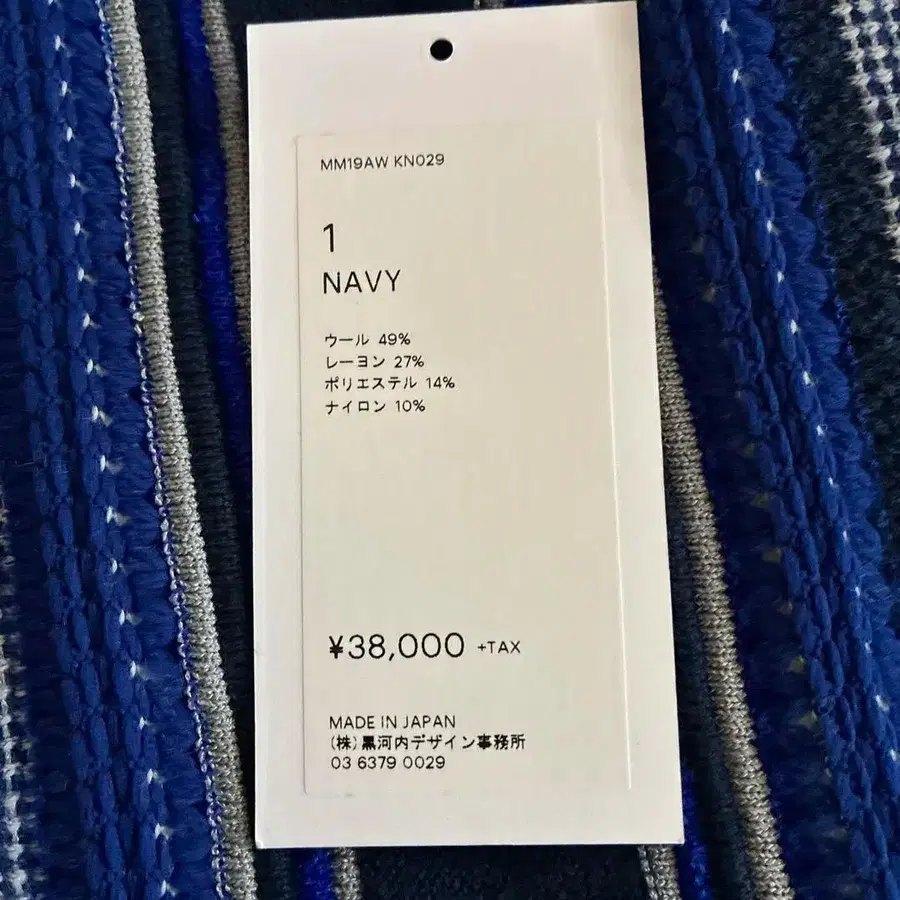 MM19AW KN029
1
NAVY
ウール 49%
レーヨン 27%
ポリエステル 14%
ナイロン 10%
¥38,000 +TAX
MADE IN JAPAN
(株)黒河内デザイン事務所
03 6379 0029